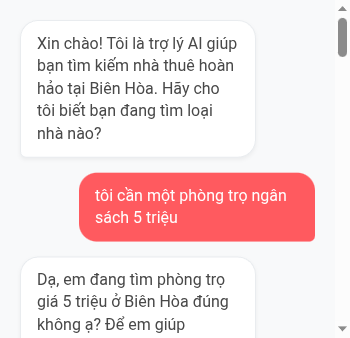 Xin chào! Tôi là trợ lý AI giúp
bạn tìm kiếm nhà thuê hoàn
hảo tại Biên Hòa. Hãy cho
tôi biết bạn đang tìm loại
nhà nào?
tôi cần một phòng trọ ngân
sách 5 triệu
Dạ, em đang tìm phòng trọ
giá 5 triệu ở Biên Hòa đúng
không ạ? Để em giúp